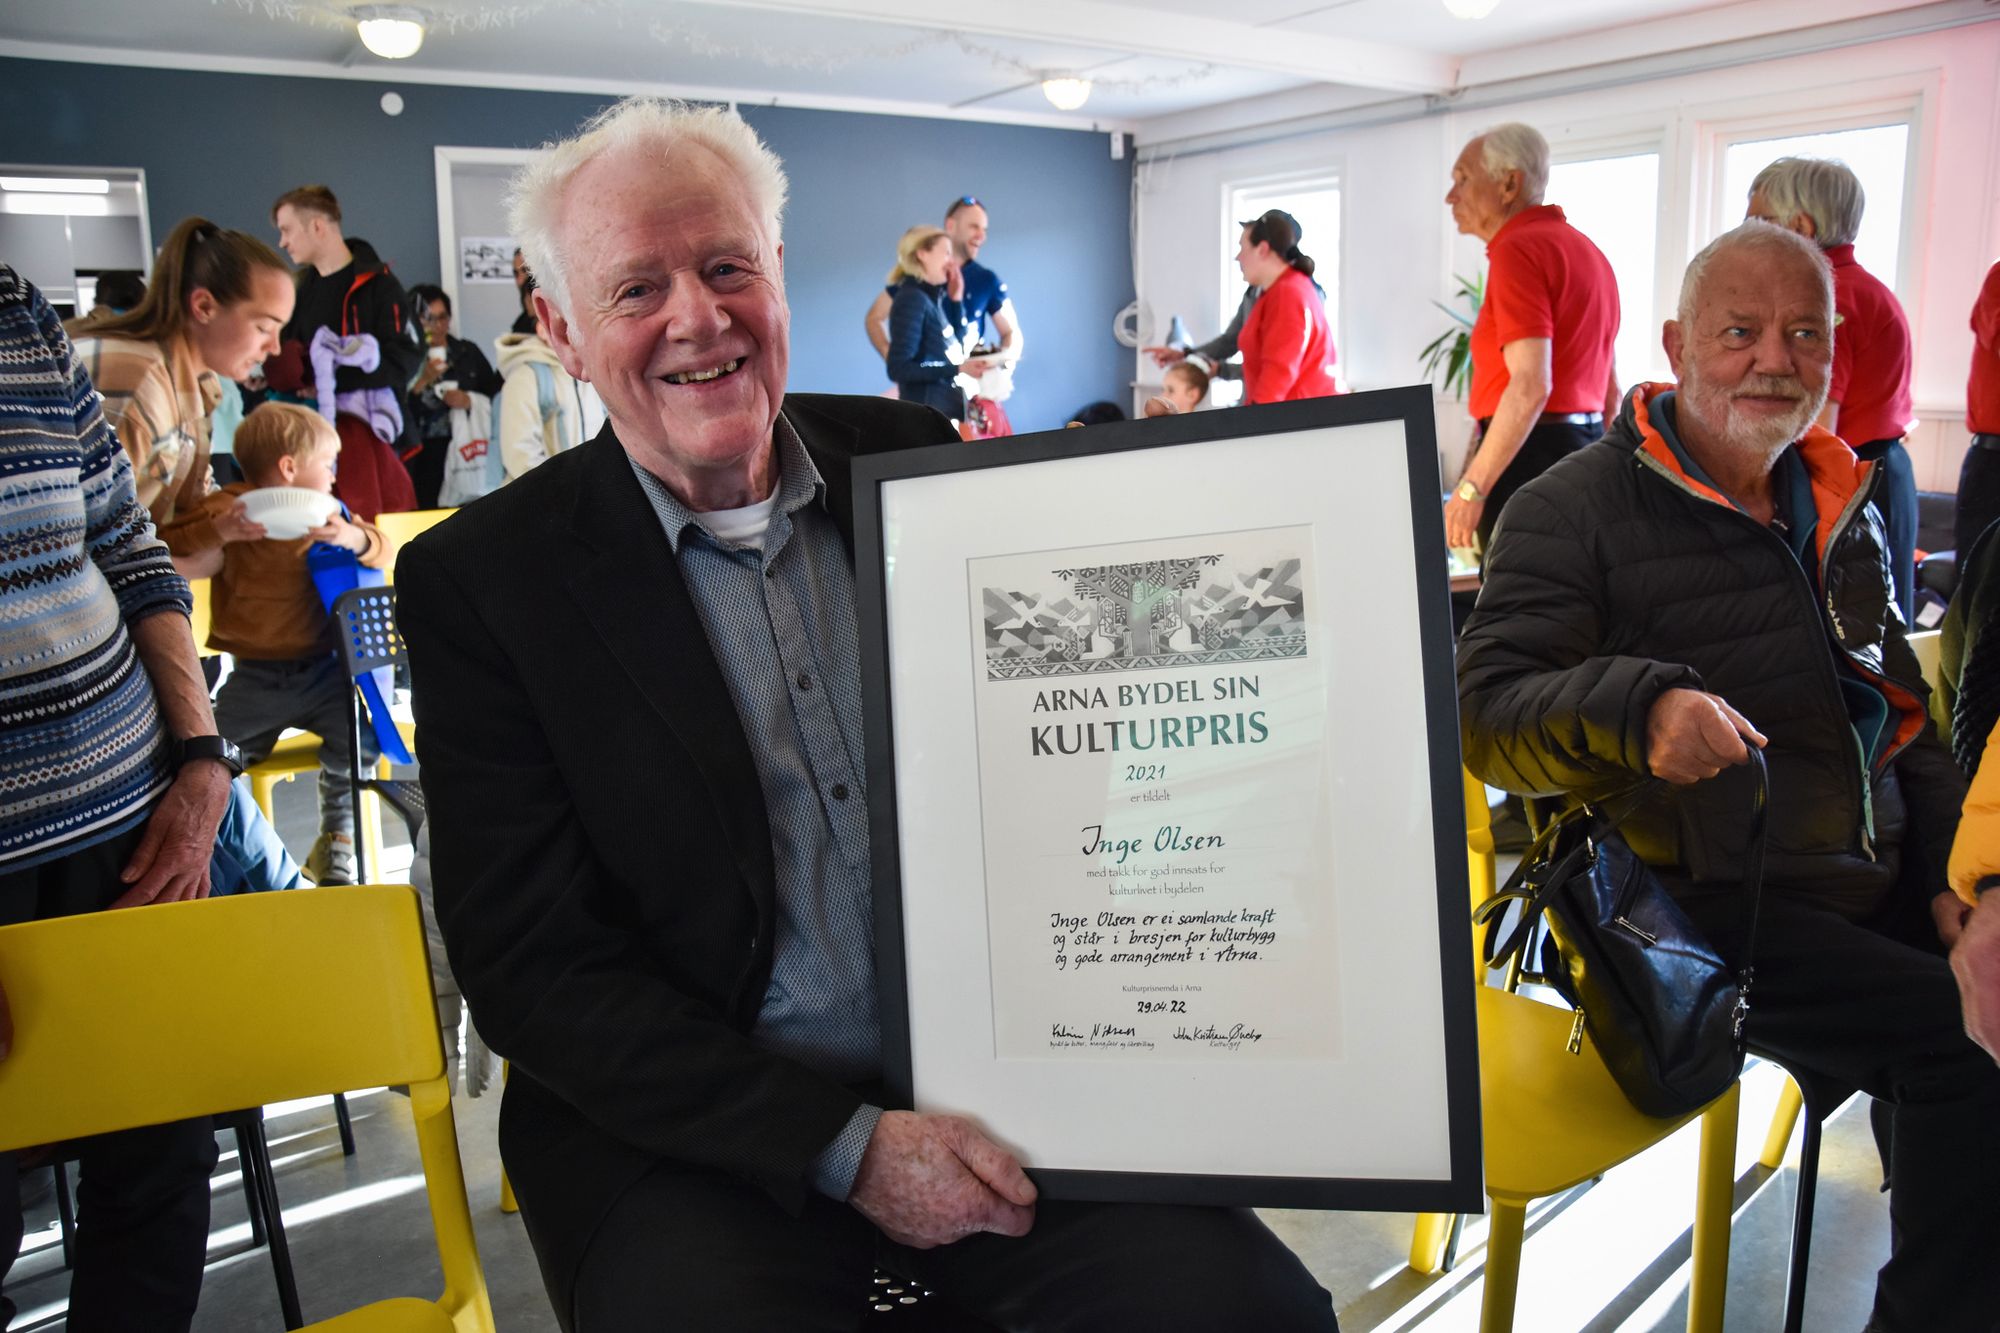 ARNA BYDEL SIN
KULTURPRIS
2021
er tildelt
Inge Olsen
med takk for god innsats for
kulturlivet i bydelen
Inge Olsen er ei samlande kraft
og står i bresjen for kulturbygg
og gode arrangement i Arna.
Kulturprisnemda i Arna
29.04.22
Kultursjef